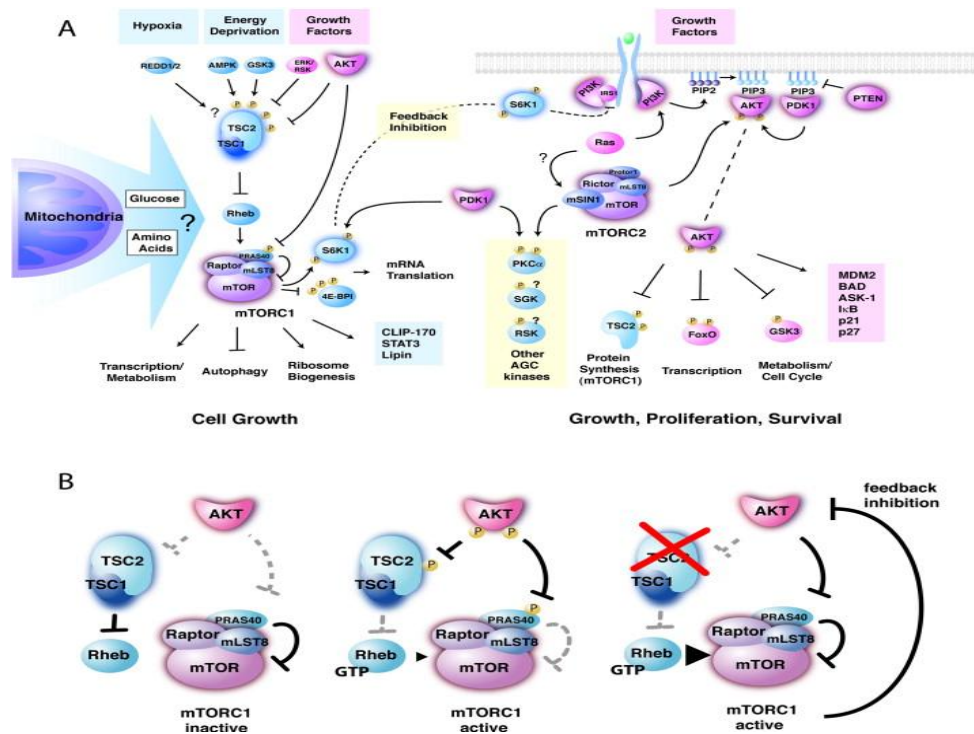 A
Hypoxia
Energy
Deprivation
Growth
Factors
REDD1/2
AMPK
GSK3
ERK/
RSK
AKT
?
P
P
P
P
TSC2
TSC1
Mitochondria
Glucose
Amino
Acids
?
Rheb
P
PRAS40
Raptor
mLST8
mTOR
mTORC1
P
S6K1
P P P
4E-BPI
mRNA
Translation
Transcription/
Metabolism
Autophagy
Ribosome
Biogenesis
CLIP-170
STAT3
Lipin
Cell Growth
Feedback
Inhibition
P
S6K1
Growth
Factors
PI3K
IRS1
PI3K
PIP2
PIP3
PIP3
AKT
P P
PDK1
PTEN
Ras
?
Protor1
Rictor
mLST8
mSIN1
mTOR
mTORC2
PDK1
P P
PKCα
P ?
SGK
P ?
RSK
Other
AGC
kinases
AKT
P P
P
P
TSC2
P
FoxO
P
GSK3
Protein
Synthesis
(mTORC1)
Transcription
Metabolism/
Cell Cycle
MDM2
BAD
ASK-1
IκB
p21
p27
Growth, Proliferation, Survival
B
AKT
TSC2
TSC1
Rheb
PRAS40
Raptor
mLST8
mTOR
mTORC1
inactive
AKT
P P
TSC2
P
TSC1
Rheb
GTP
P
PRAS40
Raptor
mLST8
mTOR
mTORC1
active
feedback
inhibition
AKT
TSC2
TSC1
Rheb
GTP
PRAS40
Raptor
mLST8
mTOR
mTORC1
active